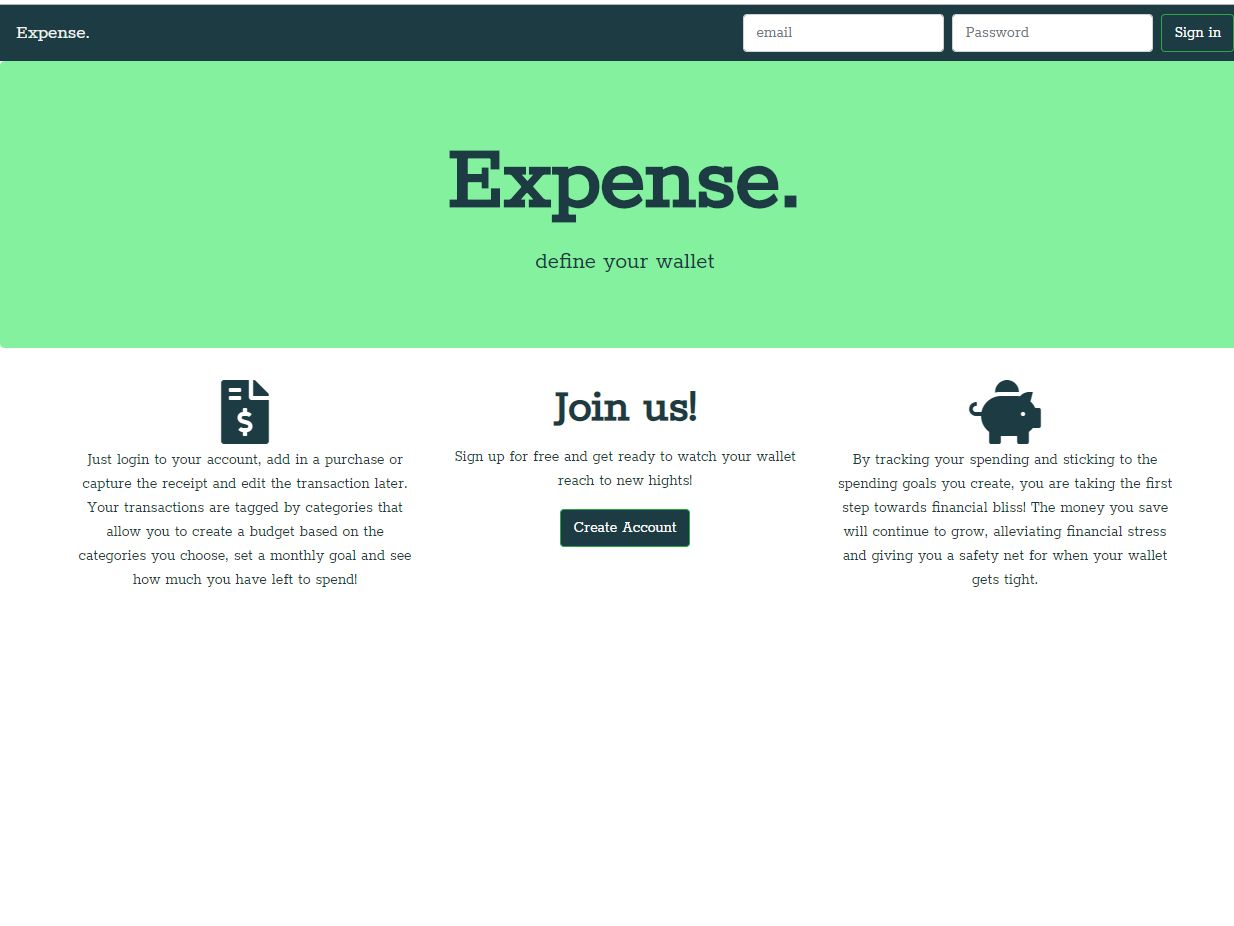 Expense.
email
Password
Sign in
Expense.
define your wallet
$
Just login to your account, add in a purchase or
capture the receipt and edit the transaction later.
Your transactions are tagged by categories that
allow you to create a budget based on the
categories you choose, set a monthly goal and see
how much you have left to spend!
Join us!
Sign up for free and get ready to watch your wallet
reach to new hights!
Create Account
By tracking your spending and sticking to the
spending goals you create, you are taking the first
step towards financial bliss! The money you save
will continue to grow, alleviating financial stress
and giving you a safety net for when your wallet
gets tight.